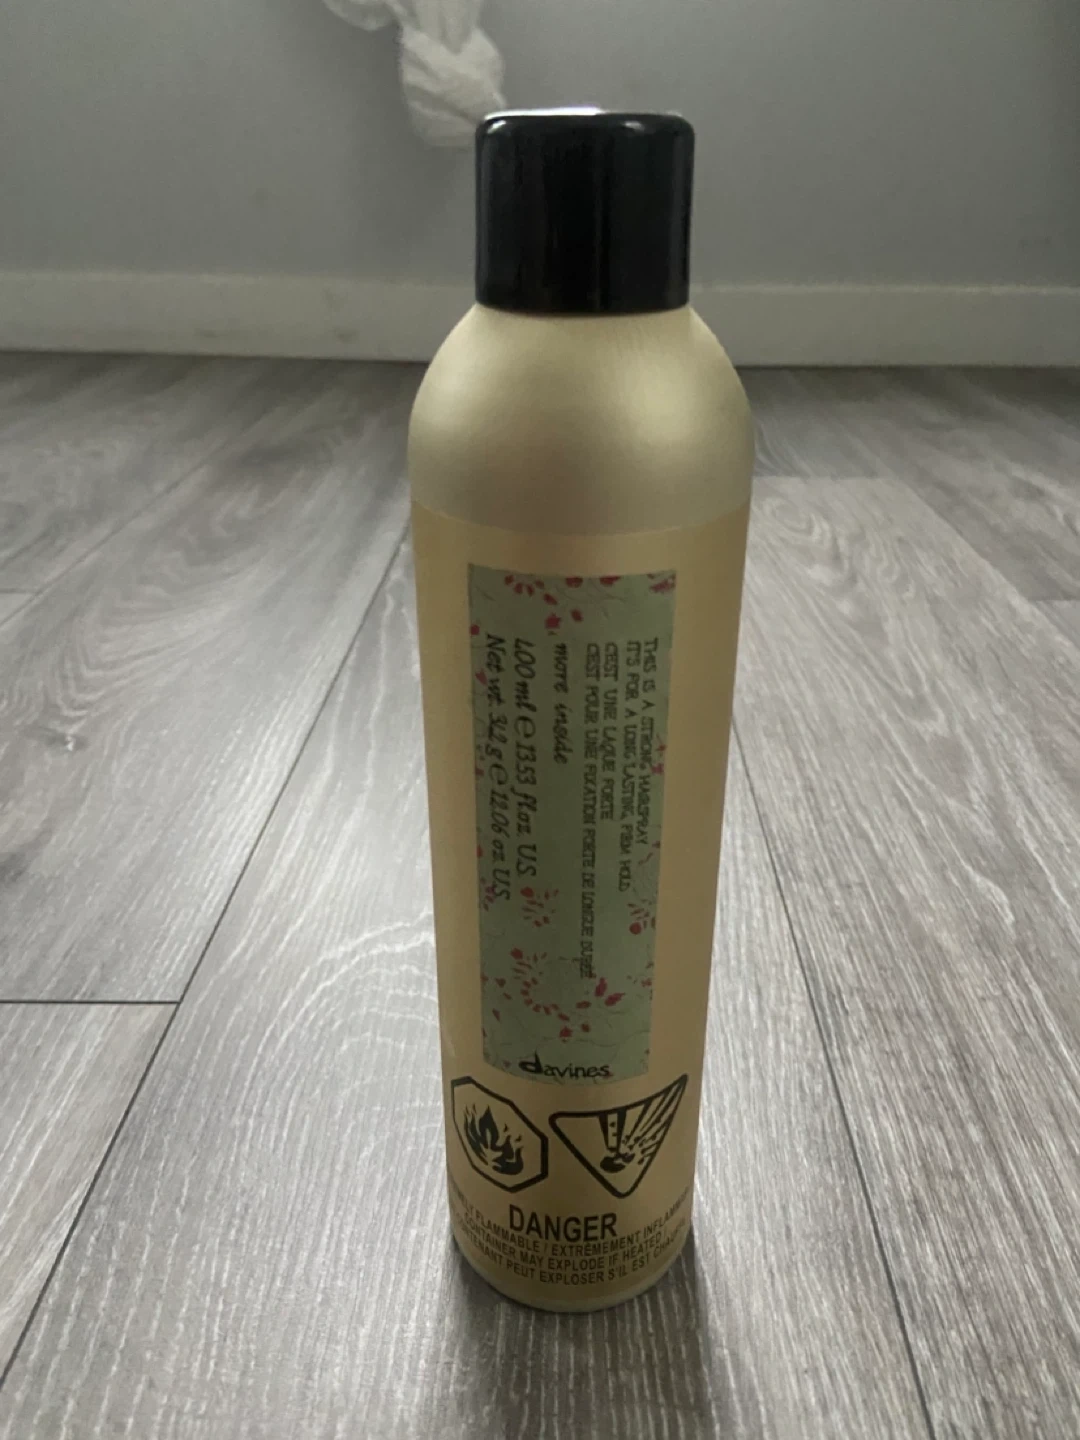 THIS IS A STRONG HAIRSPRAY
IT'S FOR A LONG LASTING, FIRM HOLD
C'EST UNE LAQUE FORTE
C'EST POUR UNE FIXATION FORTE DE LONGUE DURÉE
more inside
400 ml e 13.53 fl oz U.S.
Net wt. 342 g e 12.06 oz U.S.
davines
DANGER
FLAMMABLE / EXTRÊMEMENT
CONTAINER MAY EXPLODE IF HEATED
PEUT EXPLOSER S'IL EST